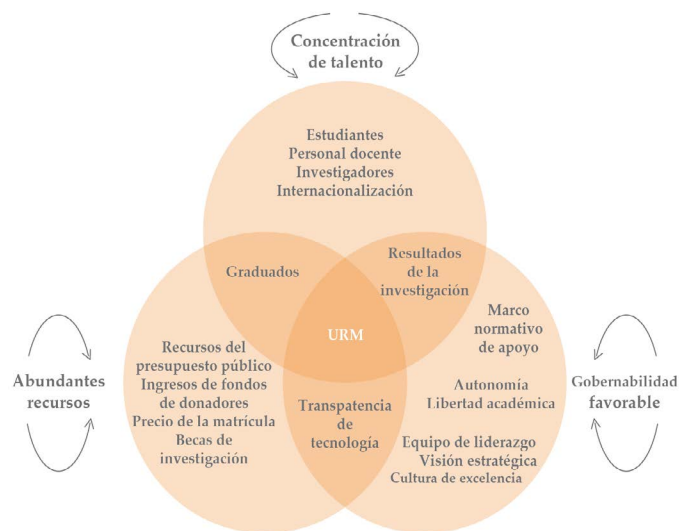 Concentración
de talento
Estudiantes
Personal docente
Investigadores
Internacionalización
Graduados
Resultados
de la
investigación
URM
Marco
normativo
de apoyo
Autonomía
Libertad académica
Equipo de liderazgo
Visión estratégica
Cultura de excelencia
Recursos del
presupuesto público
Ingresos de fondos
de donadores
Precio de la matrícula
Becas de
investigación
Transpatencia
de
tecnología
Abundantes
recursos
Gobernabilidad
favorable